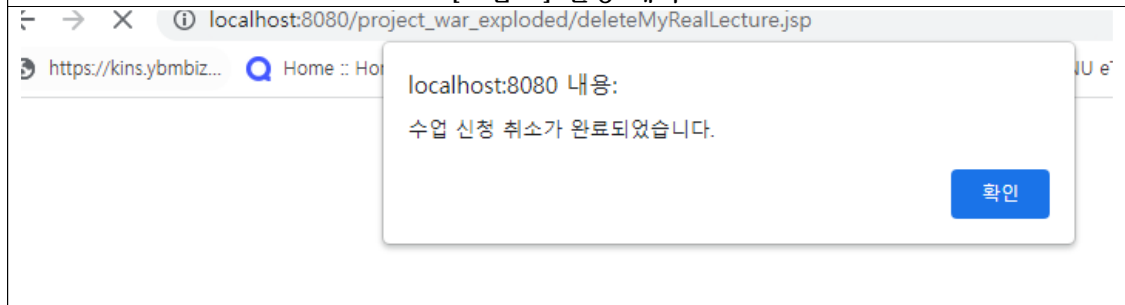 localhost:8080/project_war_exploded/deleteMyRealLecture.jsp
https://kins.ybmbiz... Home :: Hor
localhost:8080 내용:
수업 신청 취소가 완료되었습니다.
확인